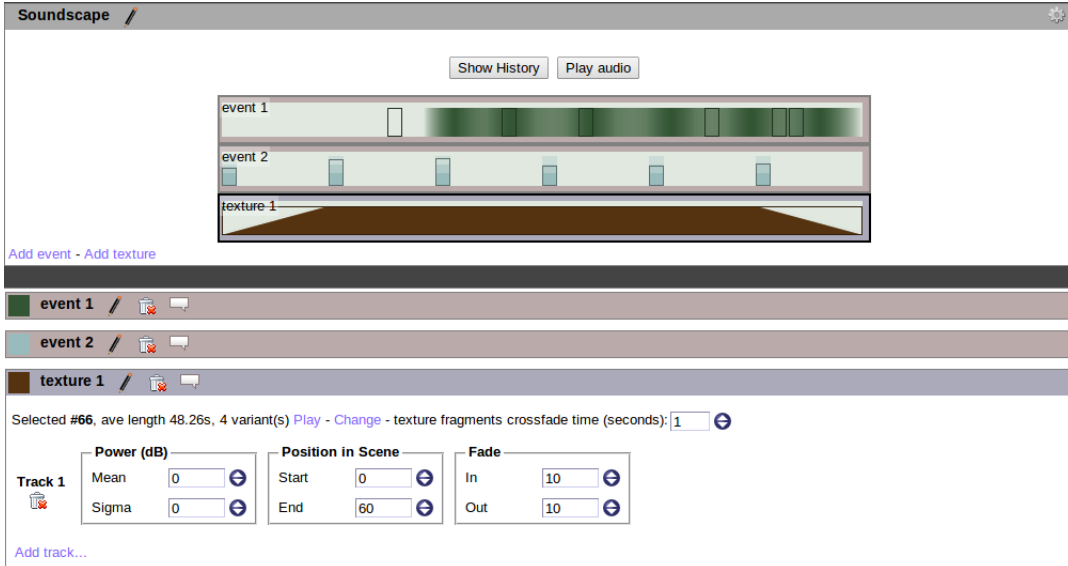 Soundscape
Show History Play audio
event 1
event 2
texture 1
Add event - Add texture
event 1
event 2
texture 1
Selected #66, ave length 48.26s, 4 variant(s) Play - Change - texture fragments crossfade time (seconds): 1
Power (dB) Position in Scene Fade
Track 1 Mean 0 Start 0 In 10
Sigma 0 End 60 Out 10
Add track...